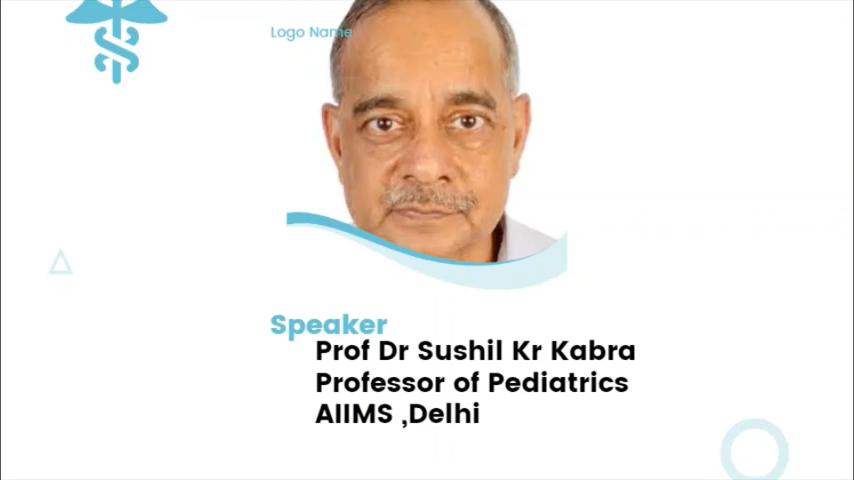 Logo Name
Speaker
Prof Dr Sushil Kr Kabra
Professor of Pediatrics
AIIMS ,Delhi